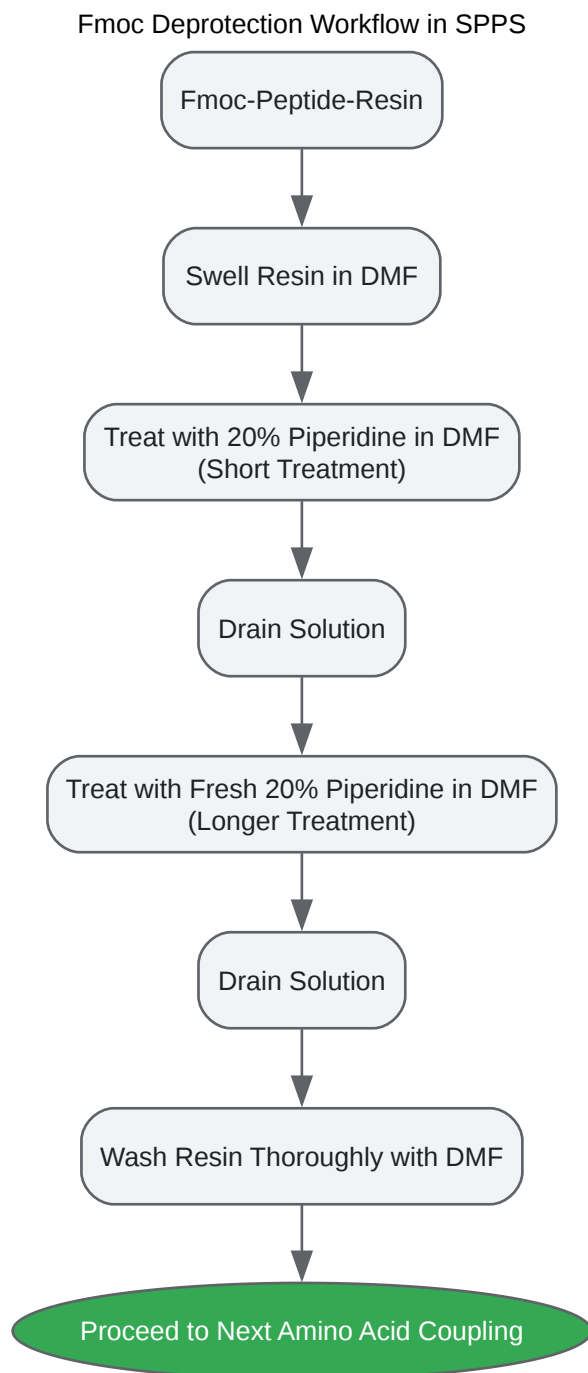 Fmoc Deprotection Workflow in SPPS
Fmoc-Peptide-Resin
Swell Resin in DMF
Treat with 20% Piperidine in DMF
(Short Treatment)
Drain Solution
Treat with Fresh 20% Piperidine in DMF
(Longer Treatment)
Drain Solution
Wash Resin Thoroughly with DMF
Proceed to Next Amino Acid Coupling